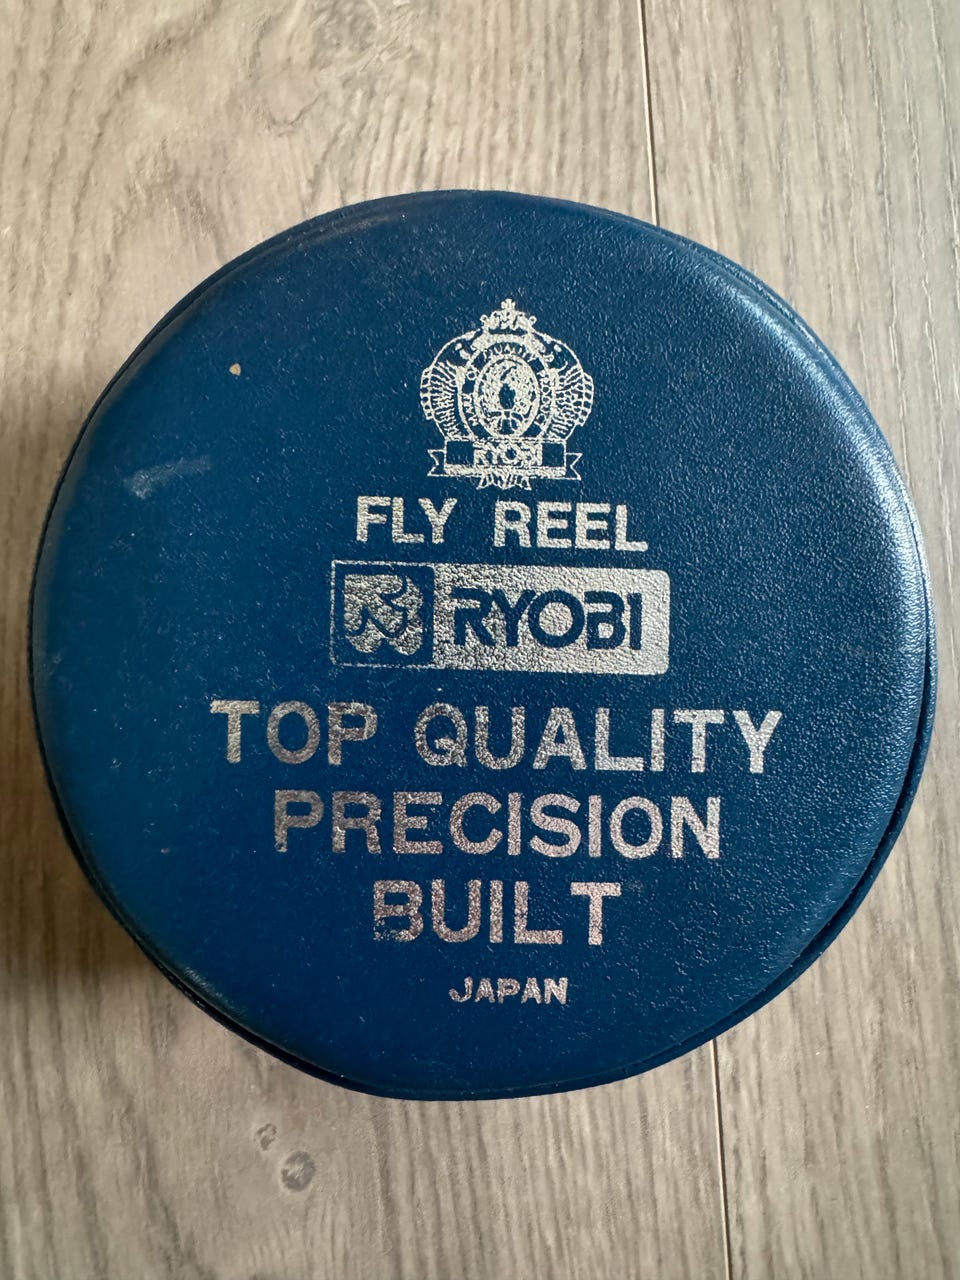 RYOBI
FLY REEL
RYOBI
TOP QUALITY
PRECISION
BUILT
JAPAN